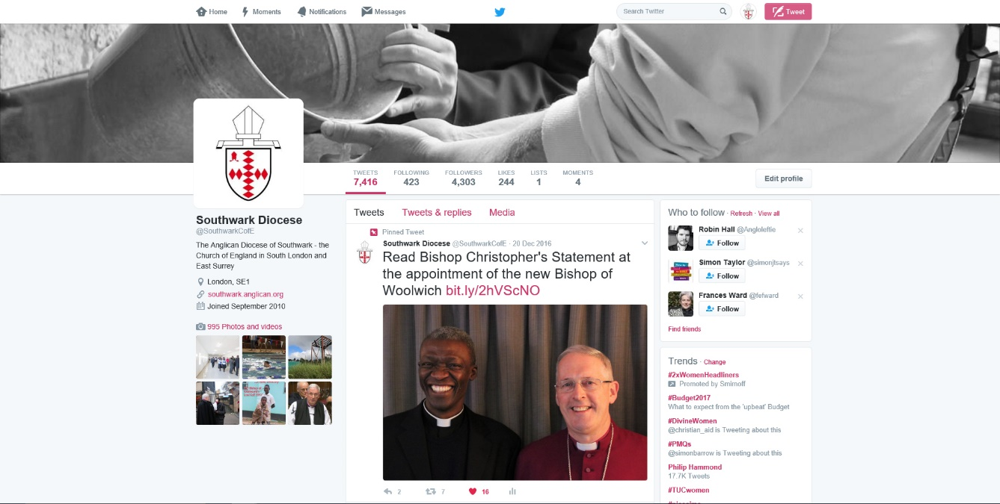 Home
Moments
Notifications
Messages
Search Twitter
Tweet
TWEETS
7,416
FOLLOWING
423
FOLLOWERS
4,303
LIKES
244
LISTS
1
MOMENTS
4
Edit profile
Southwark Diocese
@SouthwarkCofE
The Anglican Diocese of Southwark - the
Church of England in South London and
East Surrey
London, SE1
southwark.anglican.org
Joined September 2010
995 Photos and videos
Tweets
Tweets & replies
Media
Pinned Tweet
Southwark Diocese @SouthwarkCofE · 20 Dec 2016
Read Bishop Christopher's Statement at
the appointment of the new Bishop of
Woolwich bit.ly/2hVScNO
2
7
16
Who to follow · Refresh · View all
Robin Hall @Angloleftie
Follow
Simon Taylor @simonjtsays
Follow
Frances Ward @fefward
Follow
Find friends
Trends · Change
#2xWomenHeadliners
Promoted by Smirnoff
#Budget2017
What to expect from the 'upbeat' Budget
#DivineWomen
@christian_aid is Tweeting about this
#PMQs
@simonbarrow is Tweeting about this
Philip Hammond
17.7K Tweets
#TUCwomen